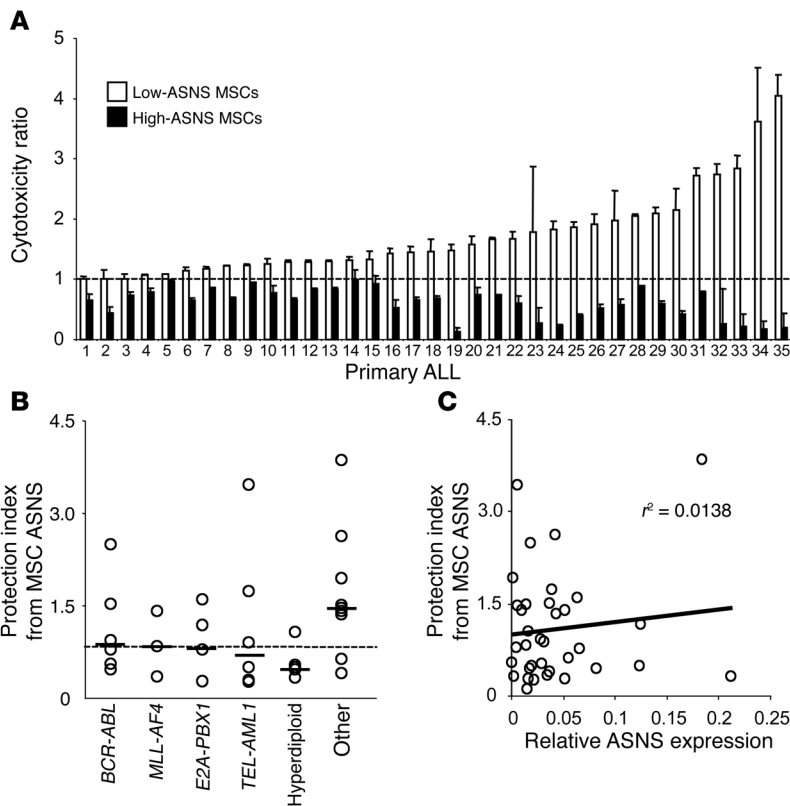 A
5
4
3
2
1
0
Cytotoxicity ratio
Low-ASNS MSCs
High-ASNS MSCs
1 2 3 4 5 6 7 8 9 10 11 12 13 14 15 16 17 18 19 20 21 22 23 24 25 26 27 28 29 30 31 32 33 34 35
Primary ALL
B
4.5
3.0
1.5
0
Protection index
from MSC ASNS
BCR-ABL
MLL-AF4
E2A-PBX1
TEL-AML1
Hyperdiploid
Other
C
4.5
3.0
1.5
0
Protection index
from MSC ASNS
r² = 0.0138
0 0.05 0.1 0.15 0.2 0.25
Relative ASNS expression